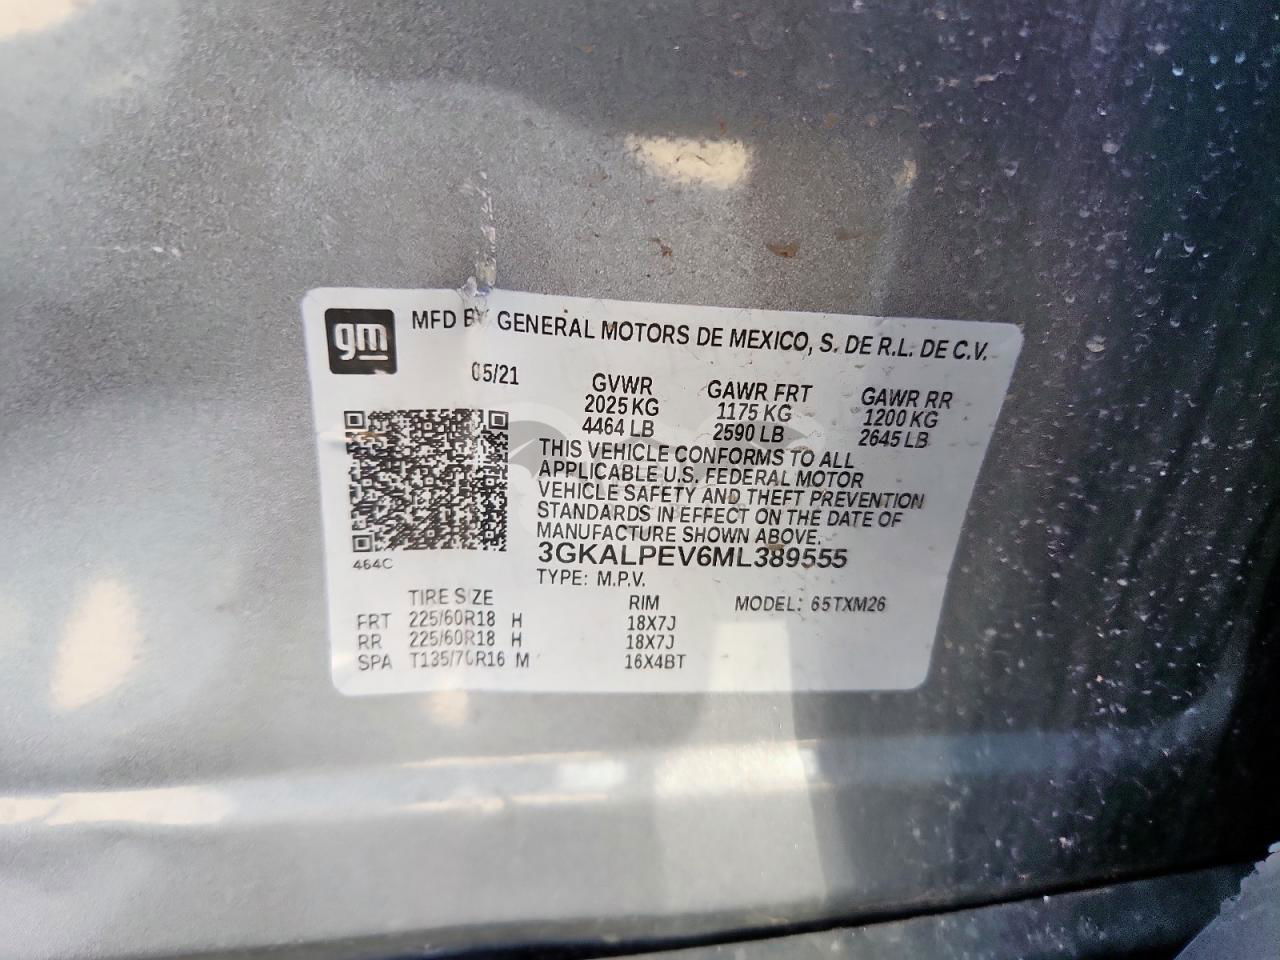 gm
MFD BY GENERAL MOTORS DE MEXICO, S. DE R.L. DE C.V.
05/21
GVWR GAWR FRT GAWR RR
2025 KG 1175 KG 1200 KG
4464 LB 2590 LB 2645 LB
THIS VEHICLE CONFORMS TO ALL
APPLICABLE U.S. FEDERAL MOTOR
VEHICLE SAFETY AND THEFT PREVENTION
STANDARDS IN EFFECT ON THE DATE OF
MANUFACTURE SHOWN ABOVE.
3GKALPEV6ML389555
464C
TYPE: M.P.V.
TIRE SIZE RIM MODEL: 65TXM26
FRT 225/60R18 H 18X7J
RR 225/60R18 H 18X7J
SPA T135/70R16 M 16X4BT